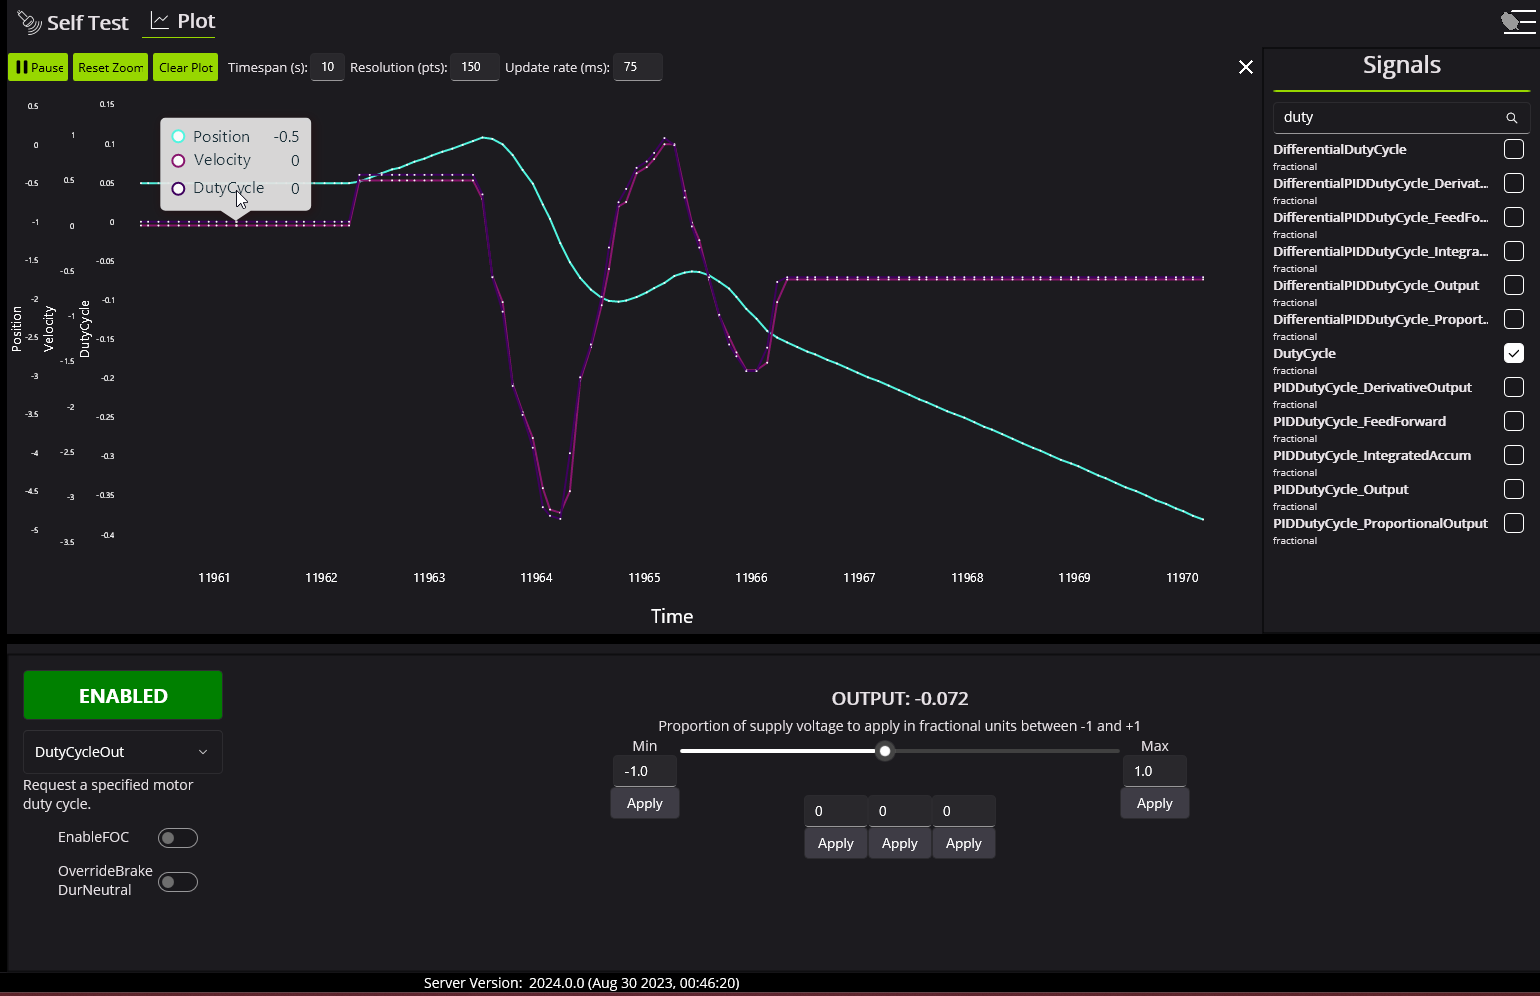 Self Test Plot
Pause Reset Zoom Clear Plot Timespan (s): 10 Resolution (pts): 150 Update rate (ms): 75
Signals
duty
DifferentialDutyCycle
fractional
DifferentialPIDDutyCycle_Derivat...
fractional
DifferentialPIDDutyCycle_FeedFo...
fractional
DifferentialPIDDutyCycle_Integra...
fractional
DifferentialPIDDutyCycle_Output
fractional
DifferentialPIDDutyCycle_Proport...
fractional
DutyCycle
fractional
PIDDutyCycle_DerivativeOutput
fractional
PIDDutyCycle_FeedForward
fractional
PIDDutyCycle_IntegratedAccum
fractional
PIDDutyCycle_Output
fractional
PIDDutyCycle_ProportionalOutput
fractional
Position -0.5
Velocity 0
DutyCycle 0
Position
0.5
0
-0.5
-1
-1.5
-2
-2.5
-3
-3.5
-4
-4.5
-5
Velocity
1
0.5
0
-0.5
-1
-1.5
-2
-2.5
-3
-3.5
DutyCycle
0.15
0.1
0.05
0
-0.05
-0.1
-0.15
-0.2
-0.25
-0.3
-0.35
-0.4
11961 11962 11963 11964 11965 11966 11967 11968 11969 11970
Time
ENABLED
DutyCycleOut
Request a specified motor
duty cycle.
EnableFOC
OverrideBrake
DurNeutral
OUTPUT: -0.072
Proportion of supply voltage to apply in fractional units between -1 and +1
Min Max
-1.0 1.0
Apply Apply
0 0 0
Apply Apply Apply
Server Version: 2024.0.0 (Aug 30 2023, 00:46:20)